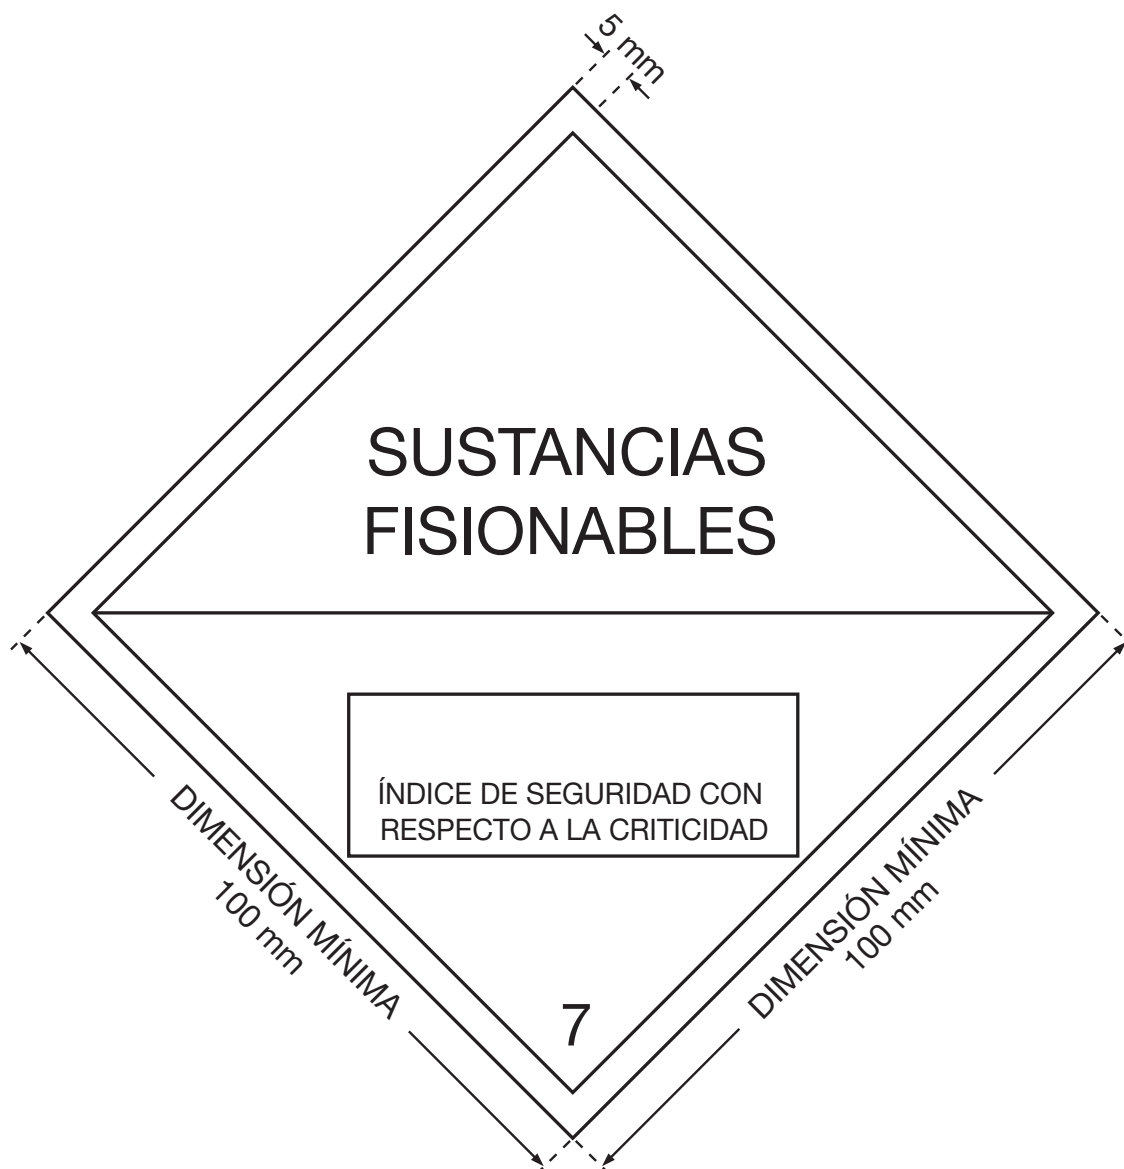 5 mm
SUSTANCIAS
FISIONABLES
ÍNDICE DE SEGURIDAD CON
RESPECTO A LA CRITICIDAD
DIMENSIÓN MÍNIMA
100 mm
DIMENSIÓN MÍNIMA
100 mm
7